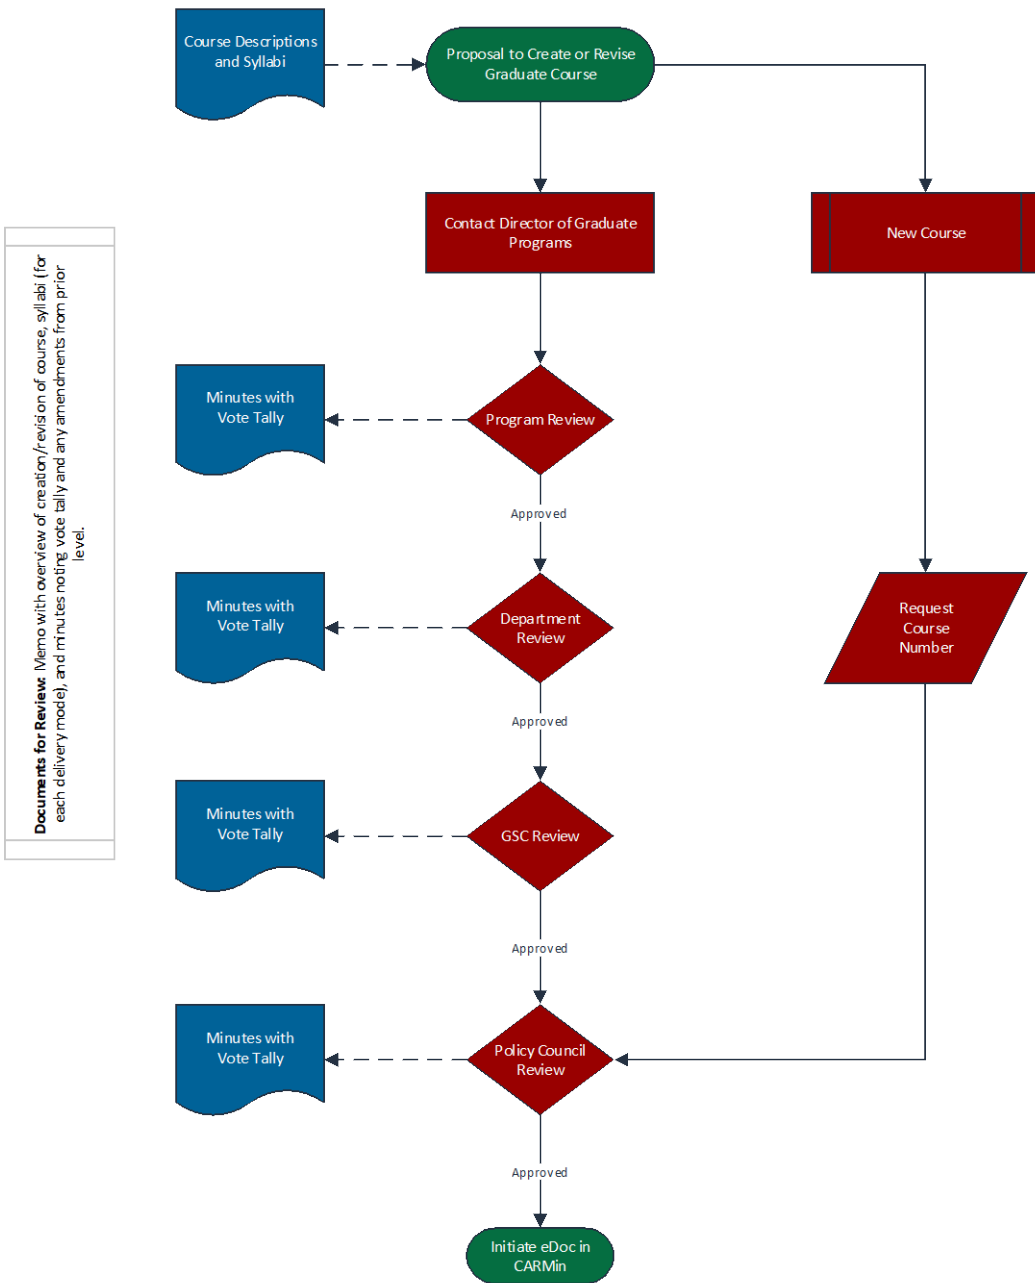 Course Descriptions
and Syllabi
Proposal to Create or Revise
Graduate Course
Contact Director of Graduate
Programs
New Course
Documents for Review: Memo with overview of creation/revision of course, syllabi (for
each delivery mode), and minutes noting vote tally and any amendments from prior
level.
Minutes with
Vote Tally
Program Review
Approved
Minutes with
Vote Tally
Department
Review
Request
Course
Number
Approved
Minutes with
Vote Tally
GSC Review
Approved
Minutes with
Vote Tally
Policy Council
Review
Approved
Initiate eDoc in
CARMin